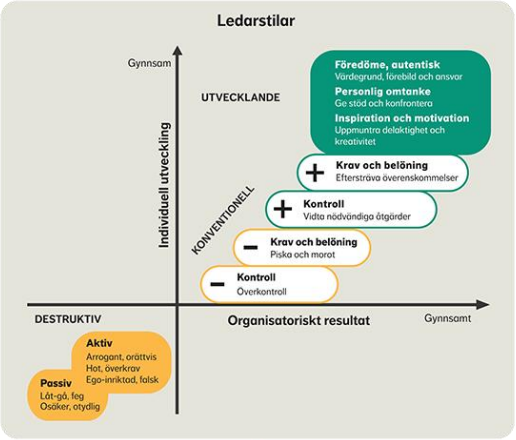 Ledarstilar
Gynnsam
UTVECKLANDE
Föredöme, autentisk
Värdegrund, förebild och ansvar
Personlig omtanke
Ge stöd och konfrontera
Inspiration och motivation
Uppmuntra delaktighet och
kreativitet
Individuell utveckling
KONVENTIONELL
+
Krav och belöning
Eftersträva överenskommelser
+
Kontroll
Vidta nödvändiga åtgärder
–
Krav och belöning
Piska och morot
–
Kontroll
Överkontroll
DESTRUKTIV
Organisatoriskt resultat
Gynnsamt
Aktiv
Arrogant, orättvis
Hot, överkrav
Ego-inriktad, falsk
Passiv
Låt-gå, feg
Osäker, otydlig